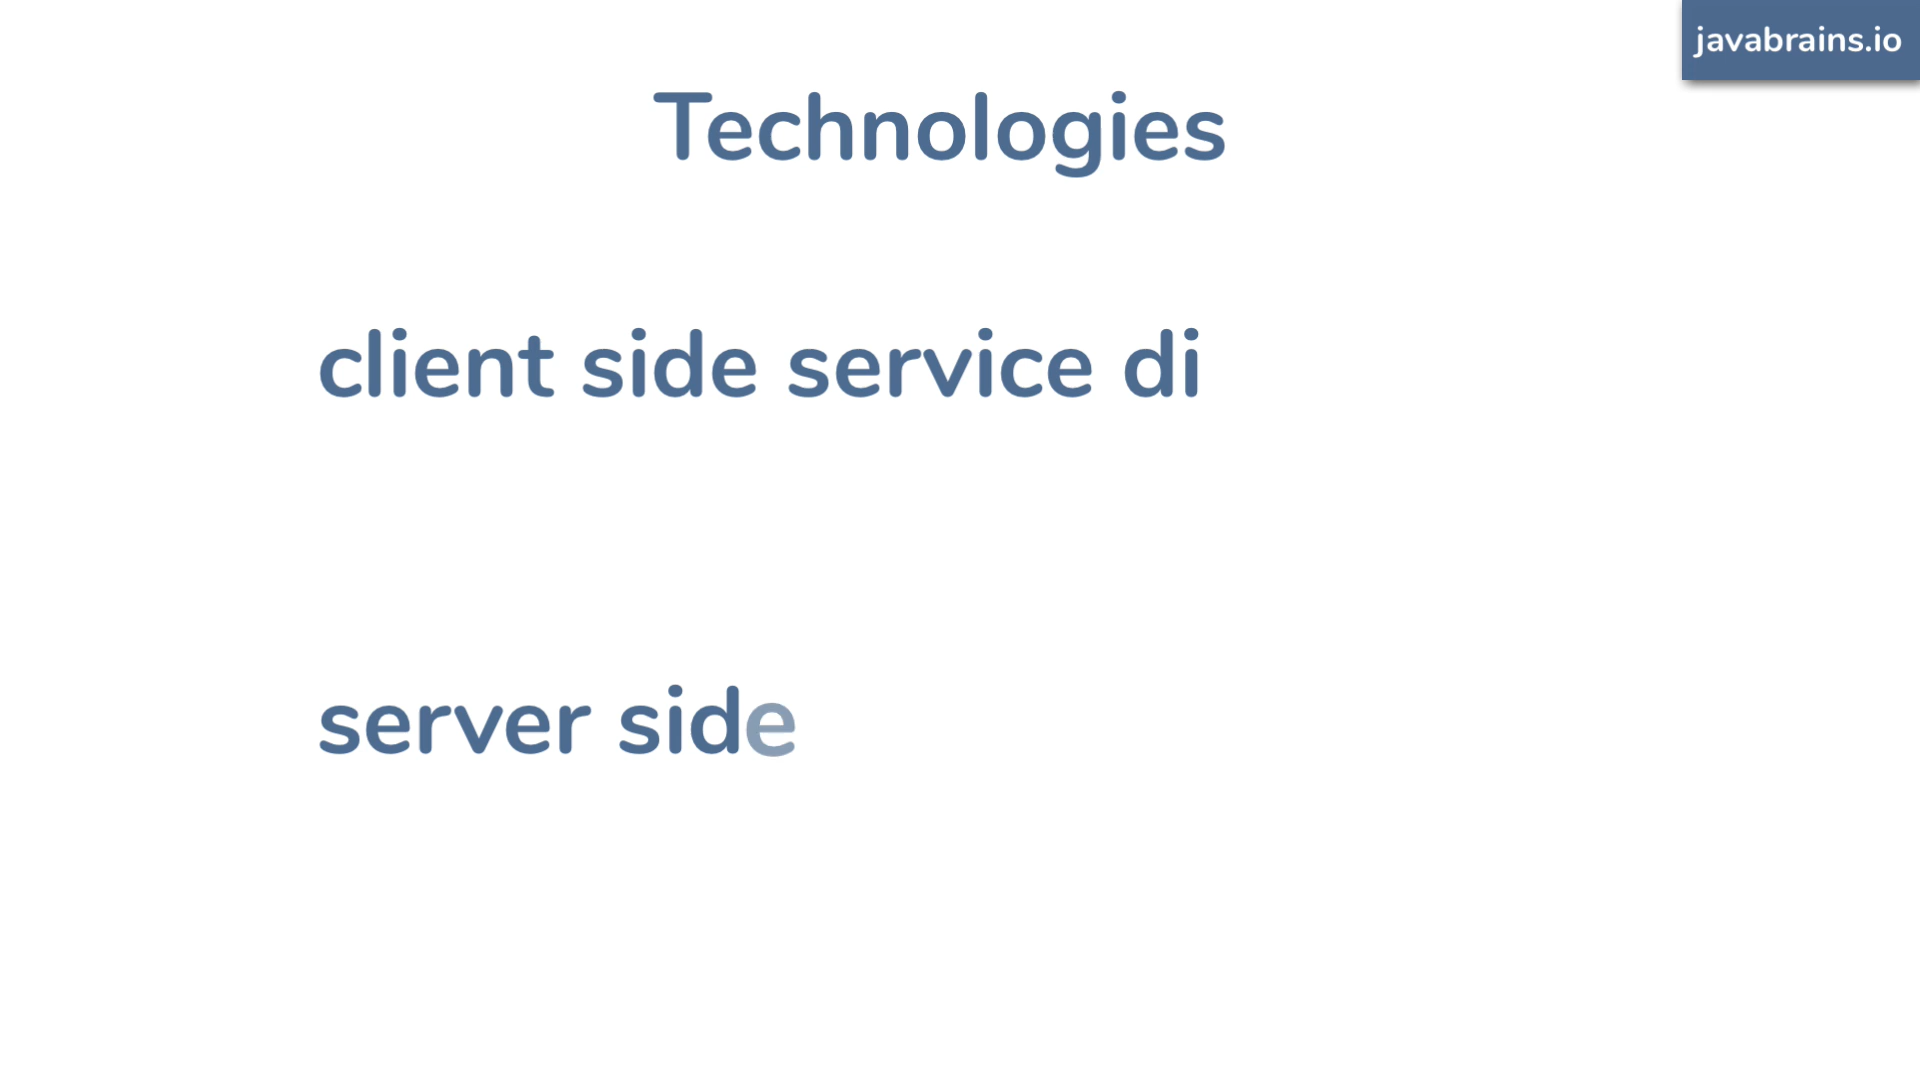 javabrains.io
Technologies
client side service di
server side